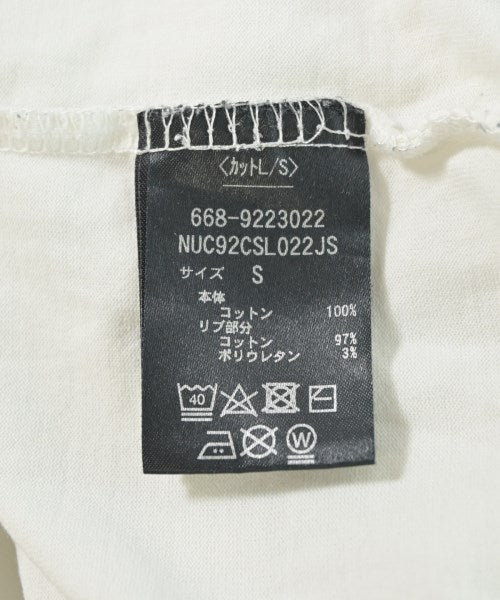 〈カットL/S〉
668-9223022
NUC92CSL022JS
サイズ S
本体
コットン 100%
リブ部分
コットン 97%
ポリウレタン 3%
40
W